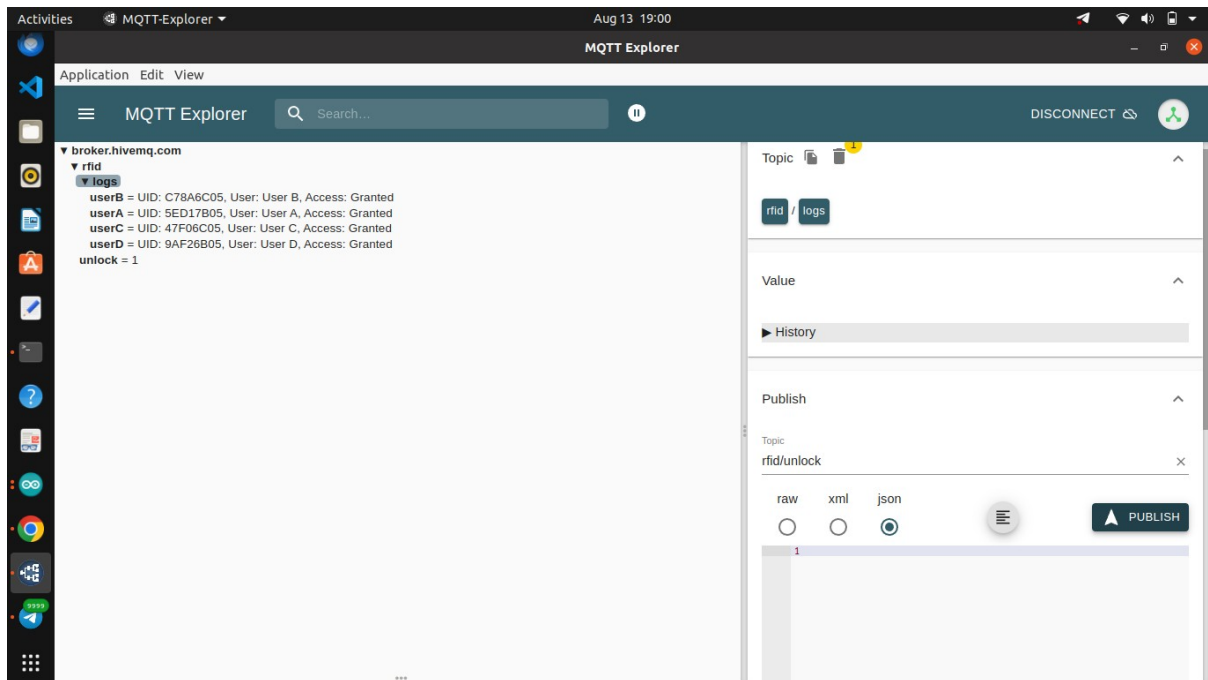 Activities MQTT-Explorer Aug 13 19:00
MQTT Explorer
Application Edit View
MQTT Explorer Search... DISCONNECT
▼ broker.hivemq.com
▼ rfid
▼ logs
userB = UID: C78A6C05, User: User B, Access: Granted
userA = UID: 5ED17B05, User: User A, Access: Granted
userC = UID: 47F06C05, User: User C, Access: Granted
userD = UID: 9AF26B05, User: User D, Access: Granted
unlock = 1
Topic 1
rfid / logs
Value
▶ History
Publish
Topic
rfid/unlock
raw xml json
PUBLISH
1
9999